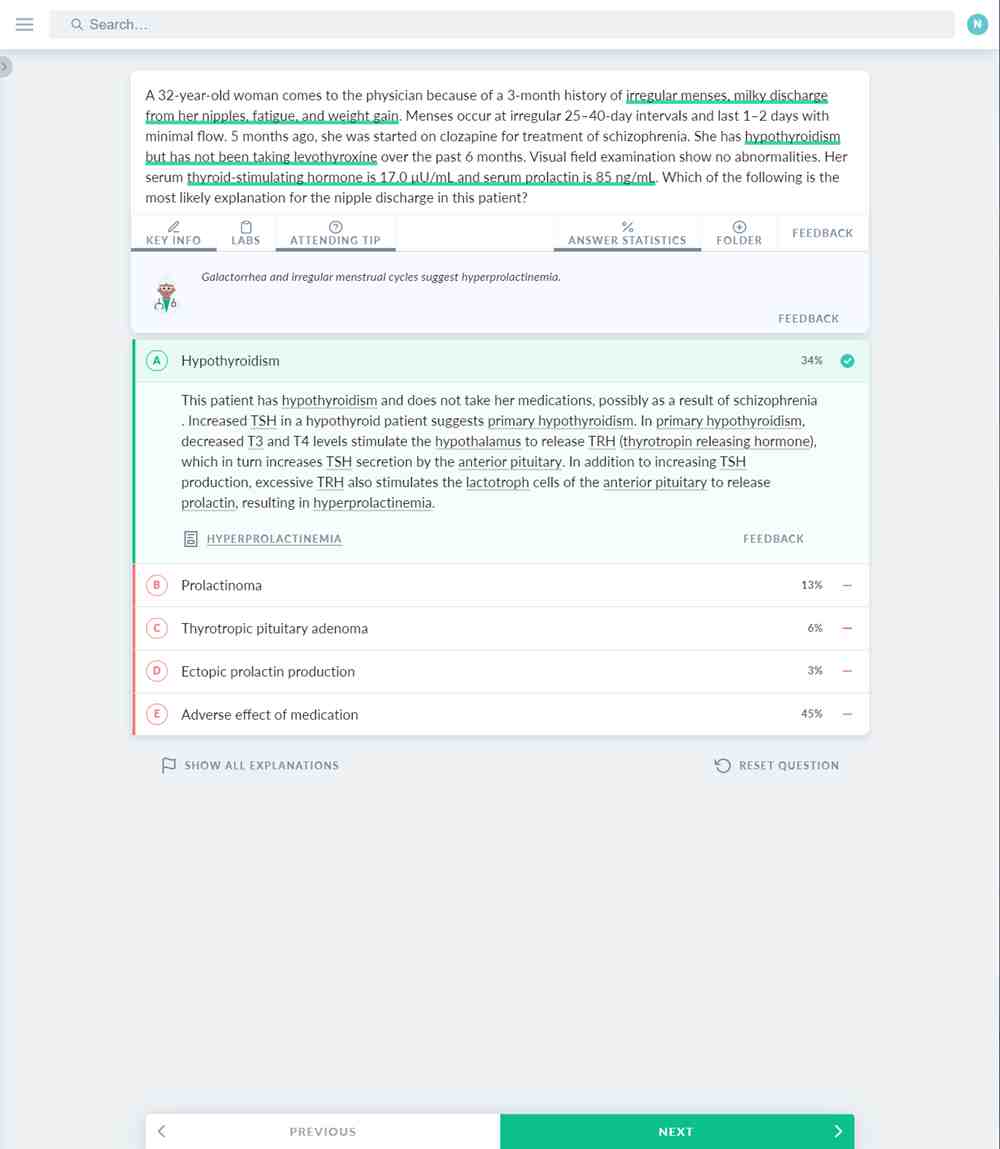 Search...
N
A 32-year-old woman comes to the physician because of a 3-month history of irregular menses, milky discharge
from her nipples, fatigue, and weight gain. Menses occur at irregular 25–40-day intervals and last 1–2 days with
minimal flow. 5 months ago, she was started on clozapine for treatment of schizophrenia. She has hypothyroidism
but has not been taking levothyroxine over the past 6 months. Visual field examination show no abnormalities. Her
serum thyroid-stimulating hormone is 17.0 μU/mL and serum prolactin is 85 ng/mL. Which of the following is the
most likely explanation for the nipple discharge in this patient?
KEY INFO
LABS
ATTENDING TIP
%
ANSWER STATISTICS
FOLDER
FEEDBACK
Galactorrhea and irregular menstrual cycles suggest hyperprolactinemia.
FEEDBACK
A Hypothyroidism 34%
This patient has hypothyroidism and does not take her medications, possibly as a result of schizophrenia
. Increased TSH in a hypothyroid patient suggests primary hypothyroidism. In primary hypothyroidism,
decreased T3 and T4 levels stimulate the hypothalamus to release TRH (thyrotropin releasing hormone),
which in turn increases TSH secretion by the anterior pituitary. In addition to increasing TSH
production, excessive TRH also stimulates the lactotroph cells of the anterior pituitary to release
prolactin, resulting in hyperprolactinemia.
HYPERPROLACTINEMIA FEEDBACK
B Prolactinoma 13%
C Thyrotropic pituitary adenoma 6%
D Ectopic prolactin production 3%
E Adverse effect of medication 45%
SHOW ALL EXPLANATIONS RESET QUESTION
PREVIOUS NEXT